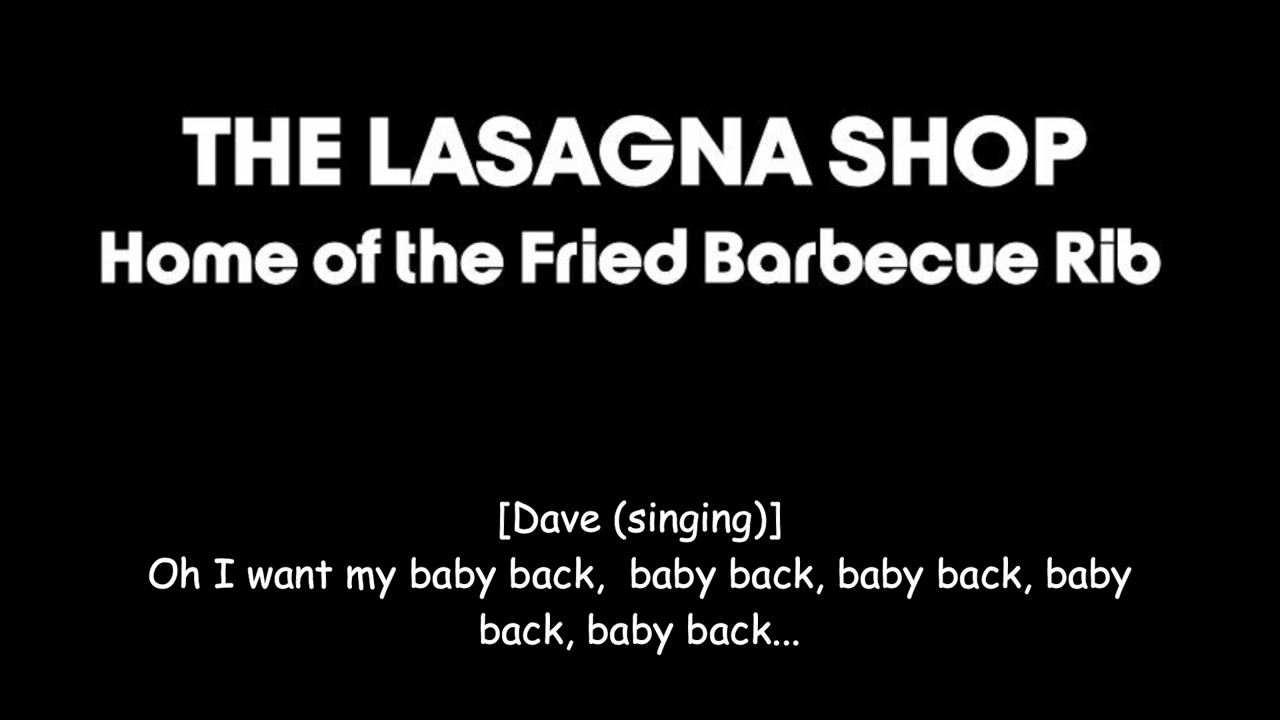 THE LASAGNA SHOP
Home of the Fried Barbecue Rib
[Dave (singing)]
Oh I want my baby back,  baby back, baby back, baby
back, baby back...